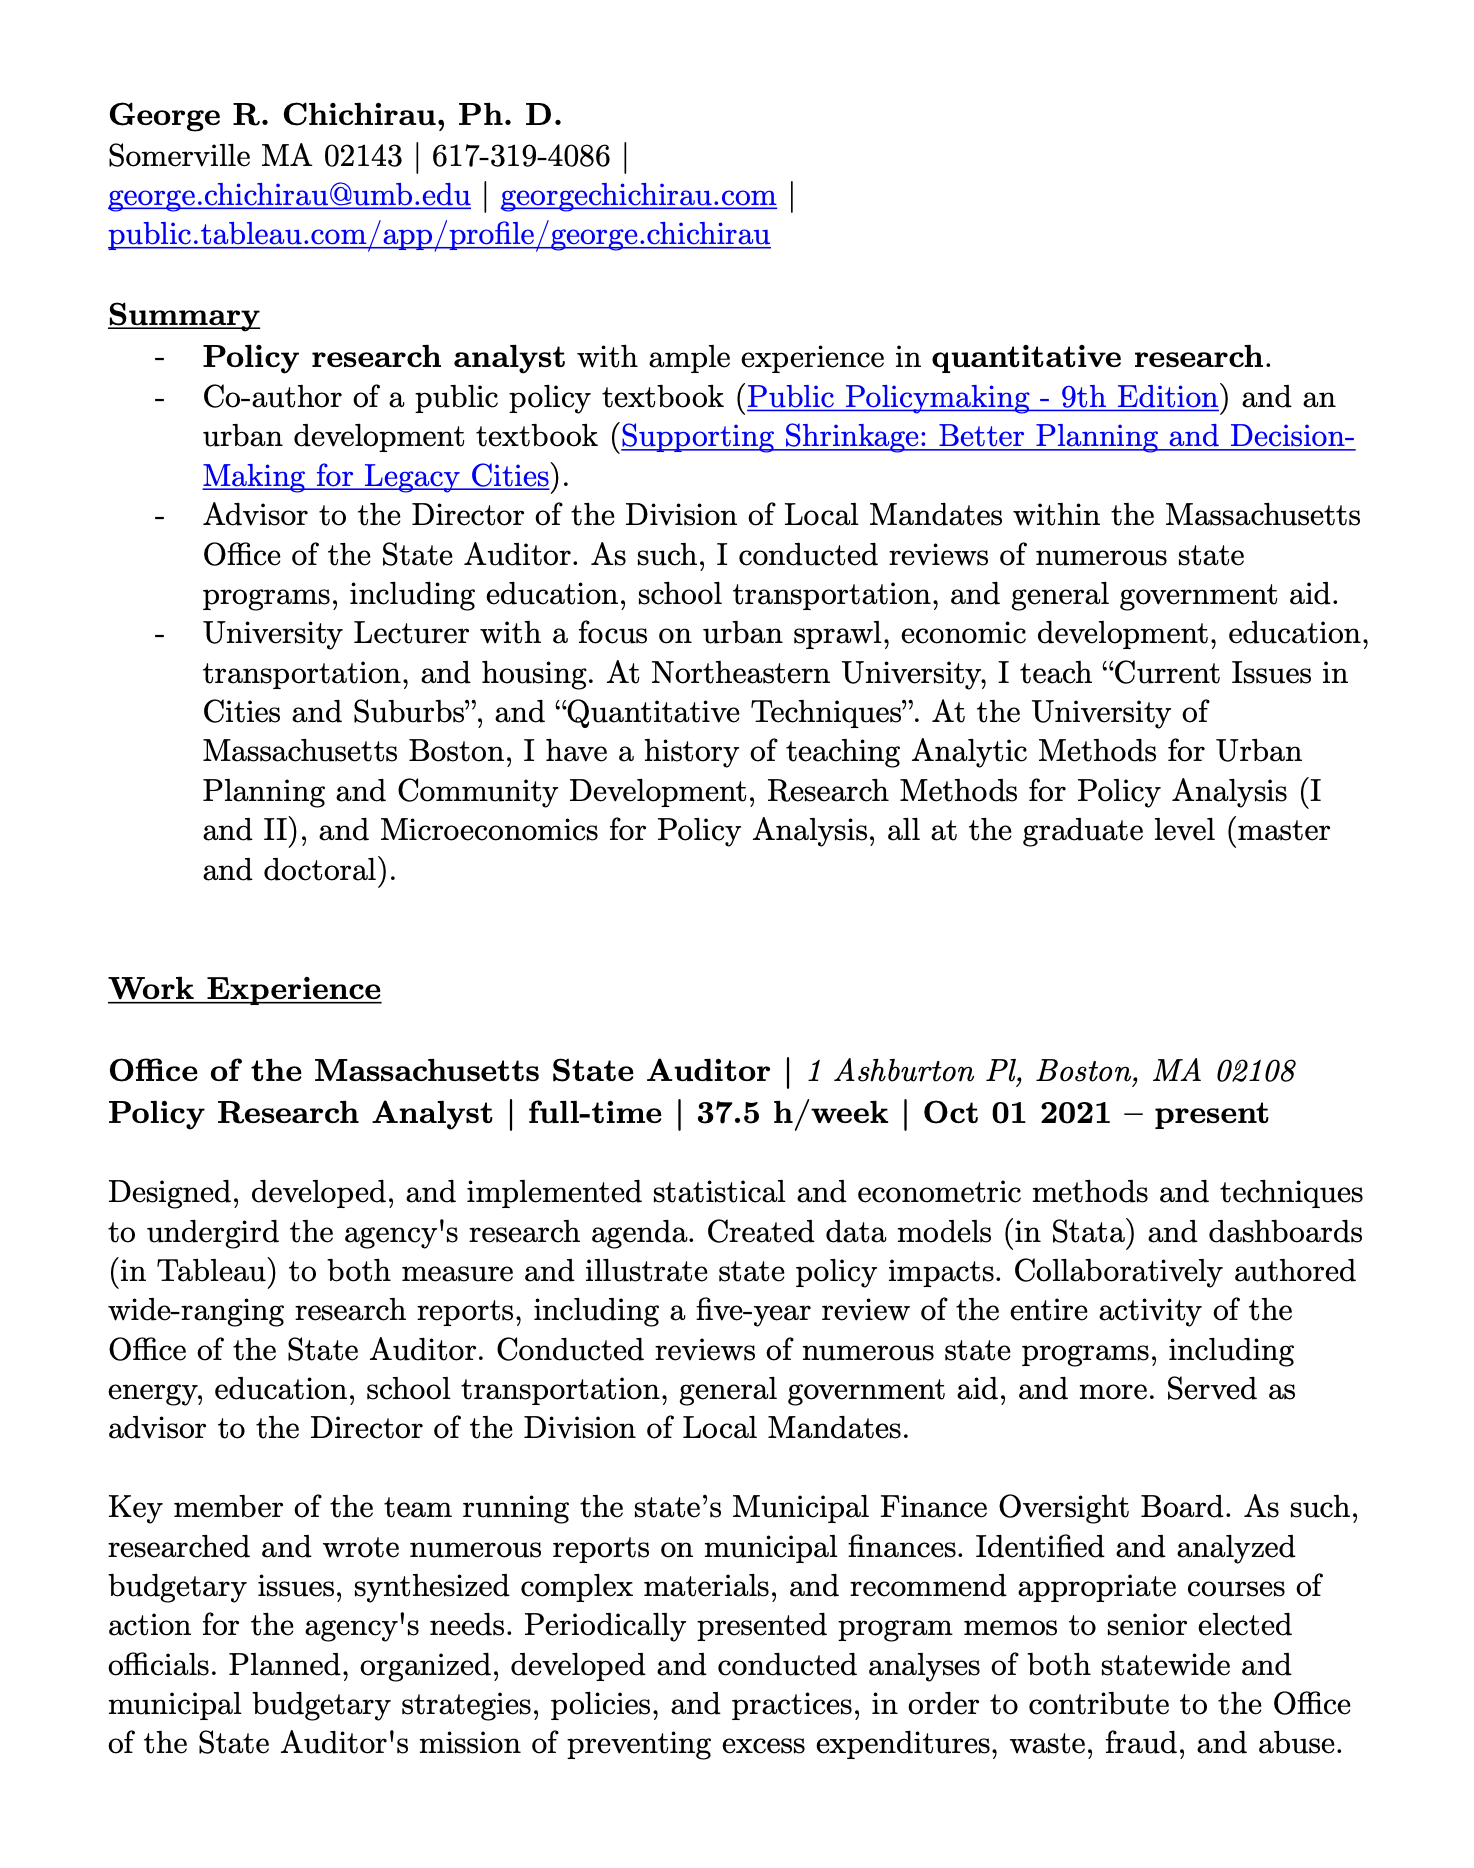 George R. Chichirau, Ph. D.
Somerville MA 02143 | 617-319-4086 |
george.chichirau@umb.edu | georgechichirau.com |
public.tableau.com/app/profile/george.chichirau
Summary
- Policy research analyst with ample experience in quantitative research.
- Co-author of a public policy textbook (Public Policymaking - 9th Edition) and an
urban development textbook (Supporting Shrinkage: Better Planning and Decision-
Making for Legacy Cities).
- Advisor to the Director of the Division of Local Mandates within the Massachusetts
Office of the State Auditor. As such, I conducted reviews of numerous state
programs, including education, school transportation, and general government aid.
- University Lecturer with a focus on urban sprawl, economic development, education,
transportation, and housing. At Northeastern University, I teach “Current Issues in
Cities and Suburbs”, and “Quantitative Techniques”. At the University of
Massachusetts Boston, I have a history of teaching Analytic Methods for Urban
Planning and Community Development, Research Methods for Policy Analysis (I
and II), and Microeconomics for Policy Analysis, all at the graduate level (master
and doctoral).
Work Experience
Office of the Massachusetts State Auditor | 1 Ashburton Pl, Boston, MA 02108
Policy Research Analyst | full-time | 37.5 h/week | Oct 01 2021 – present
Designed, developed, and implemented statistical and econometric methods and techniques
to undergird the agency's research agenda. Created data models (in Stata) and dashboards
(in Tableau) to both measure and illustrate state policy impacts. Collaboratively authored
wide-ranging research reports, including a five-year review of the entire activity of the
Office of the State Auditor. Conducted reviews of numerous state programs, including
energy, education, school transportation, general government aid, and more. Served as
advisor to the Director of the Division of Local Mandates.
Key member of the team running the state’s Municipal Finance Oversight Board. As such,
researched and wrote numerous reports on municipal finances. Identified and analyzed
budgetary issues, synthesized complex materials, and recommend appropriate courses of
action for the agency's needs. Periodically presented program memos to senior elected
officials. Planned, organized, developed and conducted analyses of both statewide and
municipal budgetary strategies, policies, and practices, in order to contribute to the Office
of the State Auditor's mission of preventing excess expenditures, waste, fraud, and abuse.